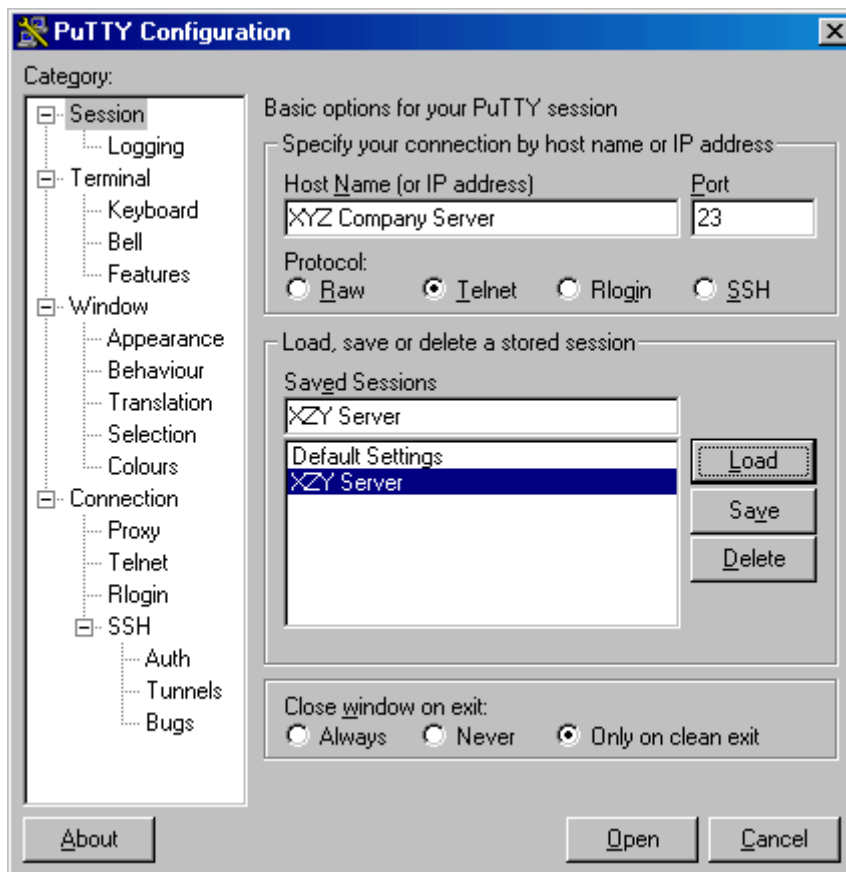 PuTTY Configuration
Category:
Session
Logging
Terminal
Keyboard
Bell
Features
Window
Appearance
Behaviour
Translation
Selection
Colours
Connection
Proxy
Telnet
Rlogin
SSH
Auth
Tunnels
Bugs
Basic options for your PuTTY session
Specify your connection by host name or IP address
Host Name (or IP address) Port
XYZ Company Server 23
Protocol:
Raw Telnet Rlogin SSH
Load, save or delete a stored session
Saved Sessions
XZY Server
Default Settings
XZY Server
Load
Save
Delete
Close window on exit:
Always Never Only on clean exit
About Open Cancel